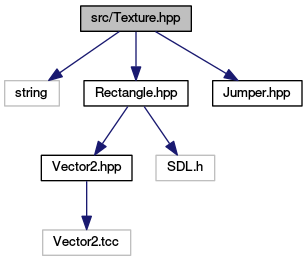 src/Texture.hpp
string
Rectangle.hpp
Jumper.hpp
Vector2.hpp
SDL.h
Vector2.tcc